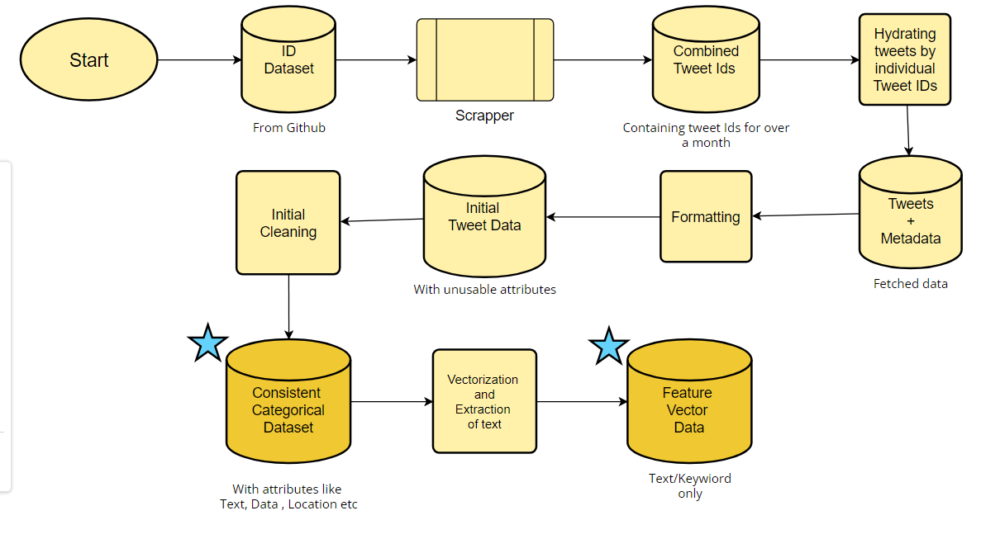 Start
ID
Dataset
From Github
Scrapper
Combined
Tweet Ids
Containing tweet Ids for over
a month
Hydrating
tweets by
individual
Tweet IDs
Tweets
+
Metadata
Fetched data
Formatting
Initial
Tweet Data
With unusable attributes
Initial
Cleaning
Consistent
Categorical
Dataset
With attributes like
Text, Data , Location etc
Vectorization
and
Extraction
of text
Feature
Vector
Data
Text/Keywiord
only